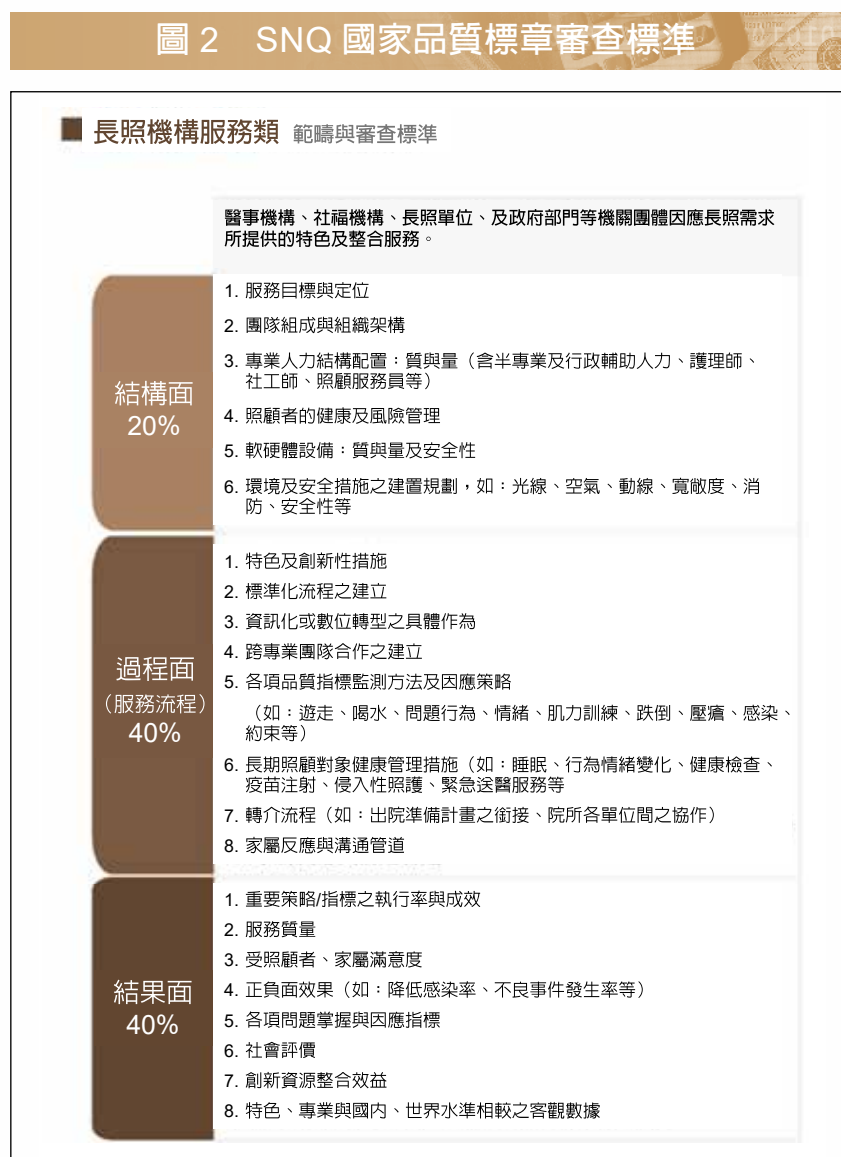 圖 2　SNQ 國家品質標章審查標準
■ 長照機構服務類 範疇與審查標準
醫事機構、社福機構、長照單位、及政府部門等機關團體因應長照需求
所提供的特色及整合服務。
結構面
20%
1. 服務目標與定位
2. 團隊組成與組織架構
3. 專業人力結構配置：質與量（含半專業及行政輔助人力、護理師、
社工師、照顧服務員等）
4. 照顧者的健康及風險管理
5. 軟硬體設備：質與量及安全性
6. 環境及安全措施之建置規劃，如：光線、空氣、動線、寬敞度、消
防、安全性等
過程面
（服務流程）
40%
1. 特色及創新性措施
2. 標準化流程之建立
3. 資訊化或數位轉型之具體作為
4. 跨專業團隊合作之建立
5. 各項品質指標監測方法及因應策略
（如：遊走、喝水、問題行為、情緒、肌力訓練、跌倒、壓瘡、感染、
約束等）
6. 長期照顧對象健康管理措施（如：睡眠、行為情緒變化、健康檢查、
疫苗注射、侵入性照護、緊急送醫服務等
7. 轉介流程（如：出院準備計畫之銜接、院所各單位間之協作）
8. 家屬反應與溝通管道
結果面
40%
1. 重要策略/指標之執行率與成效
2. 服務質量
3. 受照顧者、家屬滿意度
4. 正負面效果（如：降低感染率、不良事件發生率等）
5. 各項問題掌握與因應指標
6. 社會評價
7. 創新資源整合效益
8. 特色、專業與國内、世界水準相較之客觀數據